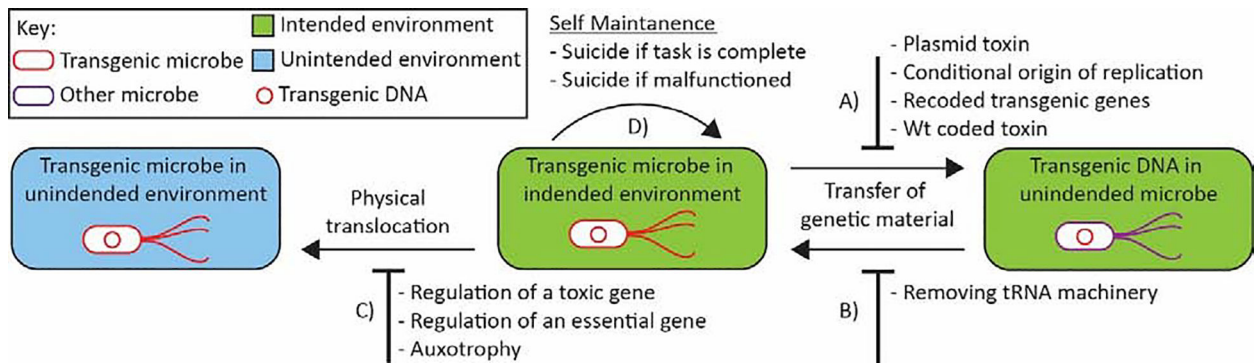 Key:
Intended environment
Transgenic microbe
Unintended environment
Other microbe
Transgenic DNA
Self Maintanence
- Suicide if task is complete
- Suicide if malfunctioned
D)
A)
- Plasmid toxin
- Conditional origin of replication
- Recoded transgenic genes
- Wt coded toxin
Transgenic microbe in
unindended environment
Physical
translocation
Transgenic microbe in
indended environment
Transfer of
genetic material
Transgenic DNA in
unindended microbe
C)
- Regulation of a toxic gene
- Regulation of an essential gene
- Auxotrophy
B)
- Removing tRNA machinery